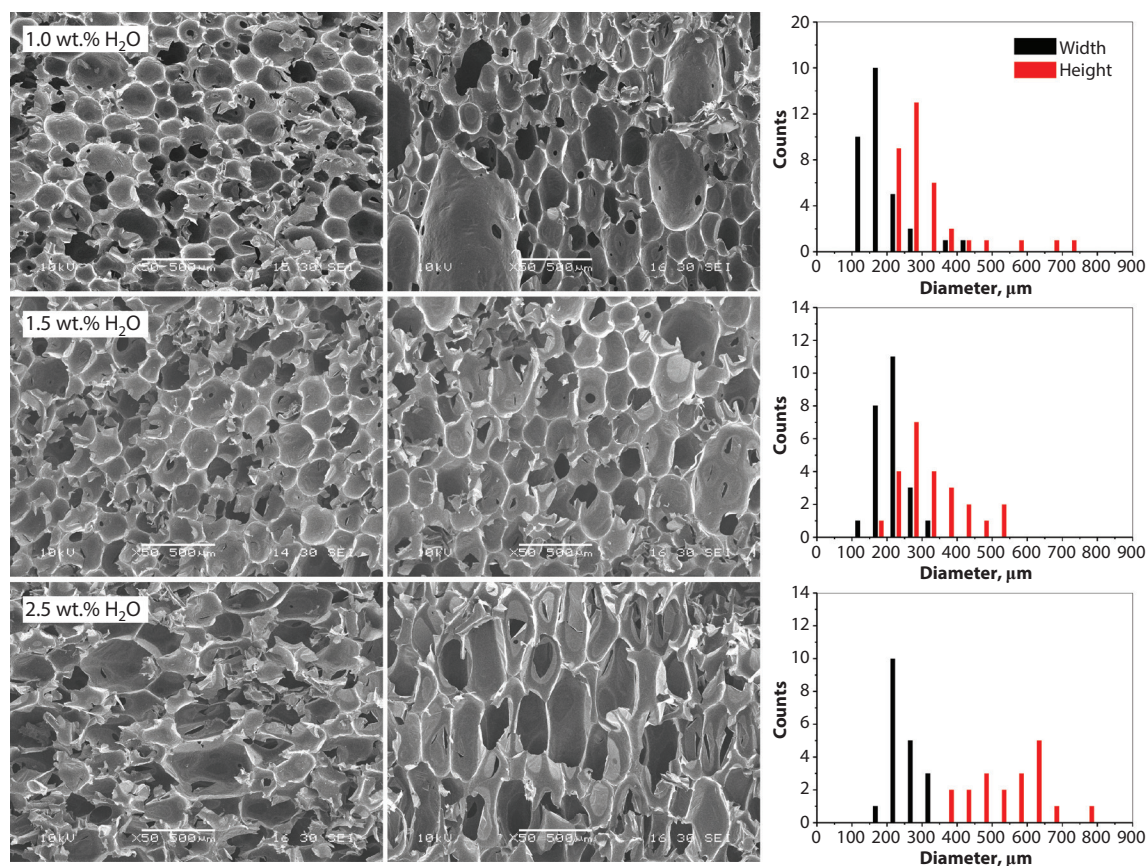 1.0 wt.% H₂O
10kV X50 500μm 15 30 SEI
10kV X50 500μm 16 30 SEI
20
10
12
8
4
0
Counts
Width
Height
0 100 200 300 400 500 600 700 800 900
Diameter, μm
1.5 wt.% H₂O
10kV X50 500μm 14 30 SEI
10kV X50 500μm 16 30 SEI
14
12
10
8
6
4
2
0
Counts
0 100 200 300 400 500 600 700 800 900
Diameter, μm
2.5 wt.% H₂O
10kV X50 500μm 16 30 SEI
10kV X50 500μm 16 30 SEI
14
12
10
8
6
4
2
0
Counts
0 100 200 300 400 500 600 700 800 900
Diameter, μm